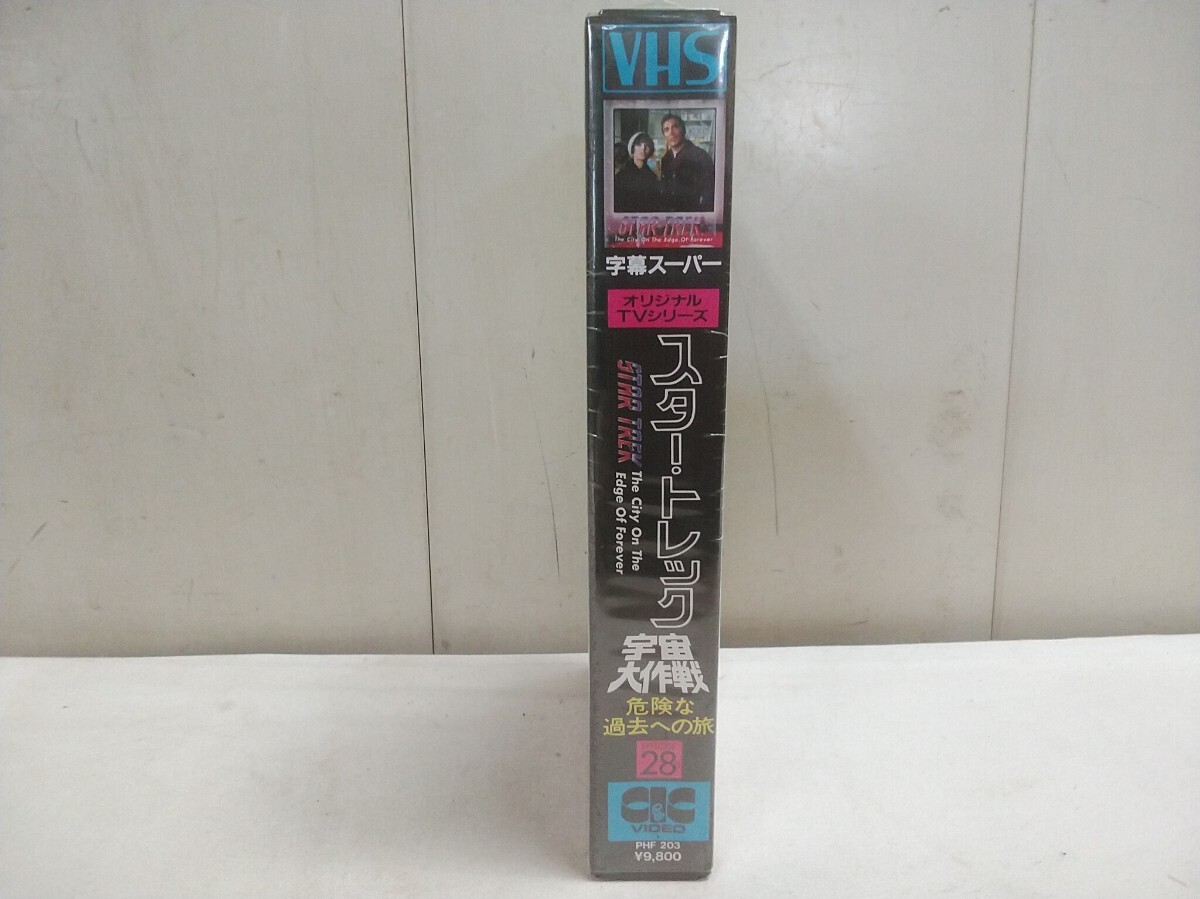 VHS
STAR TREK
The City On The Edge Of Forever
字幕スーパー
オリジナル
TVシリーズ
スター・トレック
STAR TREK
The City On The
Edge Of Forever
宇宙
大作戦
危険な
過去への旅
28
CIC
VIDEO
PHF 203
¥9,800